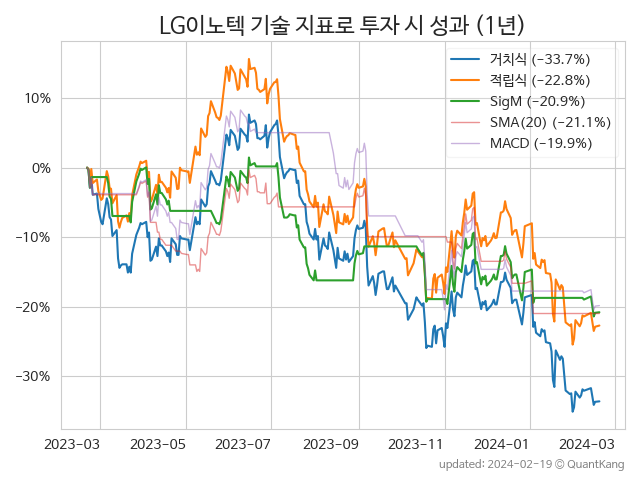 LG이노텍 기술 지표로 투자 시 성과 (1년)
거치식 (−33.7%)
적립식 (−22.8%)
SigM (−20.9%)
SMA(20) (−21.1%)
MACD (−19.9%)
10%
0%
−10%
−20%
−30%
2023-03 2023-05 2023-07 2023-09 2023-11 2024-01 2024-03
updated: 2024-02-19 © QuantKang